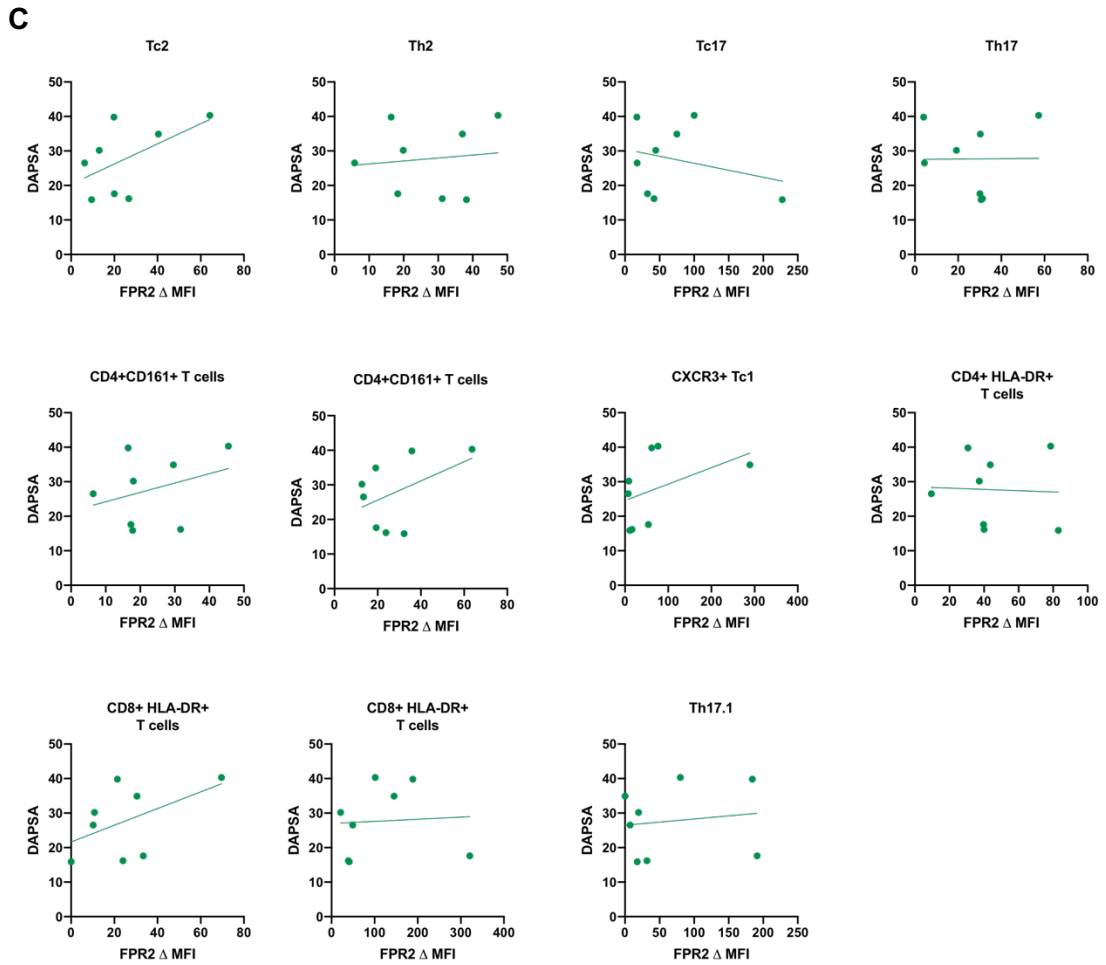 C
Tc2
50
40
30
20
10
0
DAPSA
0 20 40 60 80
FPR2 Δ MFI
Th2
50
40
30
20
10
0
DAPSA
0 10 20 30 40 50
FPR2 Δ MFI
Tc17
50
40
30
20
10
0
DAPSA
0 50 100 150 200 250
FPR2 Δ MFI
Th17
50
40
30
20
10
0
DAPSA
0 20 40 60 80
FPR2 Δ MFI
CD4+CD161+ T cells
50
40
30
20
10
0
DAPSA
0 10 20 30 40 50
FPR2 Δ MFI
CD4+CD161+ T cells
50
40
30
20
10
0
DAPSA
0 20 40 60 80
FPR2 Δ MFI
CXCR3+ Tc1
50
40
30
20
10
0
DAPSA
0 100 200 300 400
FPR2 Δ MFI
CD4+ HLA-DR+
T cells
50
40
30
20
10
0
DAPSA
0 20 40 60 80 100
FPR2 Δ MFI
CD8+ HLA-DR+
T cells
50
40
30
20
10
0
DAPSA
0 20 40 60 80
FPR2 Δ MFI
CD8+ HLA-DR+
T cells
50
40
30
20
10
0
DAPSA
0 100 200 300 400
FPR2 Δ MFI
Th17.1
50
40
30
20
10
0
DAPSA
0 50 100 150 200 250
FPR2 Δ MFI